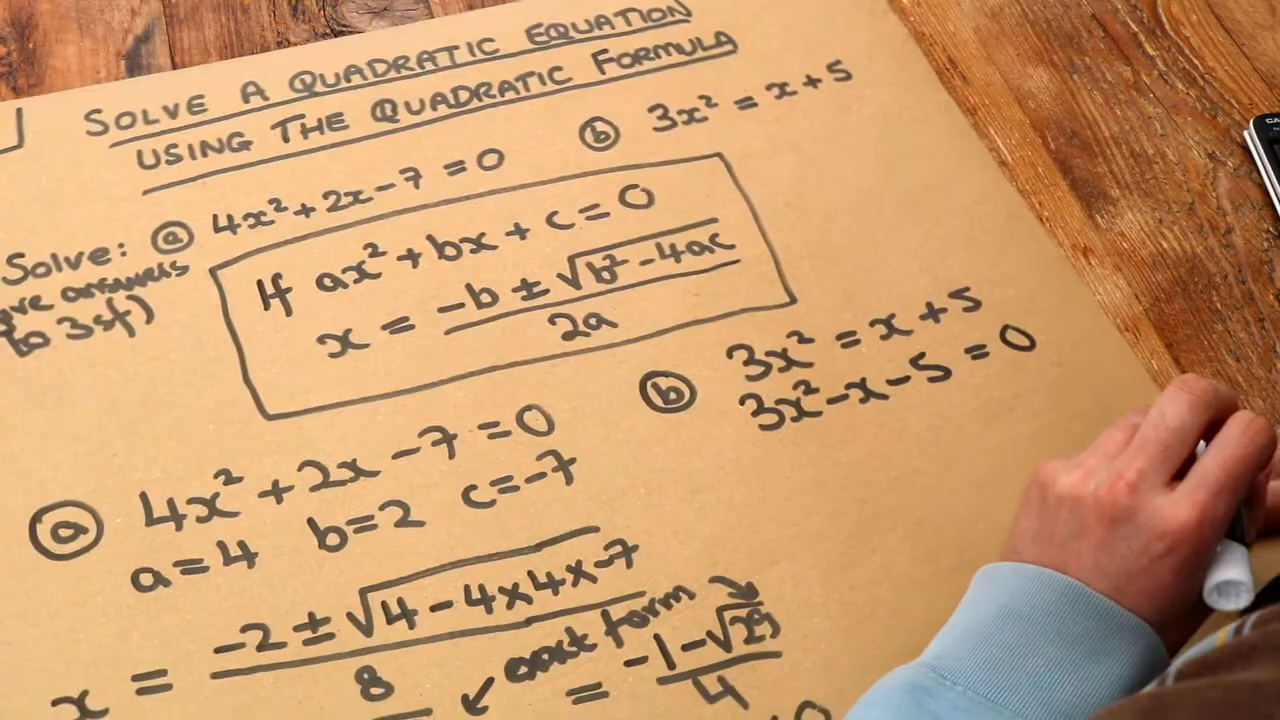 SOLVE A QUADRATIC EQUATION
USING THE QUADRATIC FORMULA
Solve: (a) 4x² + 2x - 7 = 0 (b) 3x² = x + 5
answers
to 3sf)
If ax² + bx + c = 0
x = (-b ± √(b² - 4ac)) / 2a
(a) 4x² + 2x - 7 = 0
a = 4 b = 2 c = -7
x = (-2 ± √(4 - 4×4×-7)) / 8
exact form
= (-1 - √29) / 4
(b) 3x² = x + 5
3x² - x - 5 = 0